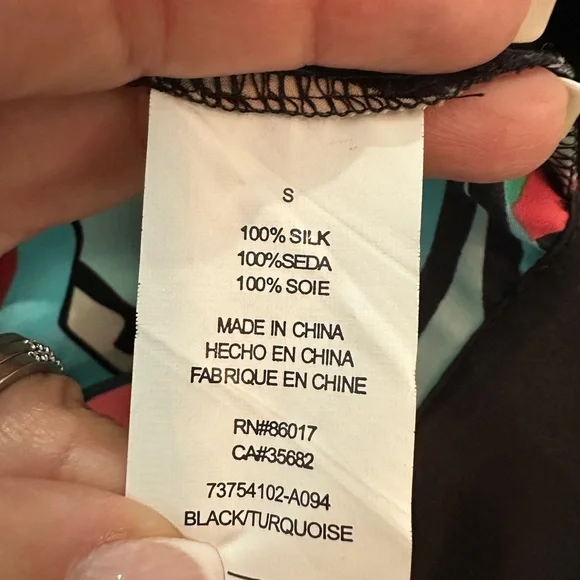 S
100% SILK
100%SEDA
100% SOIE
MADE IN CHINA
HECHO EN CHINA
FABRIQUE EN CHINE
RN#86017
CA#35682
73754102-A094
BLACK/TURQUOISE